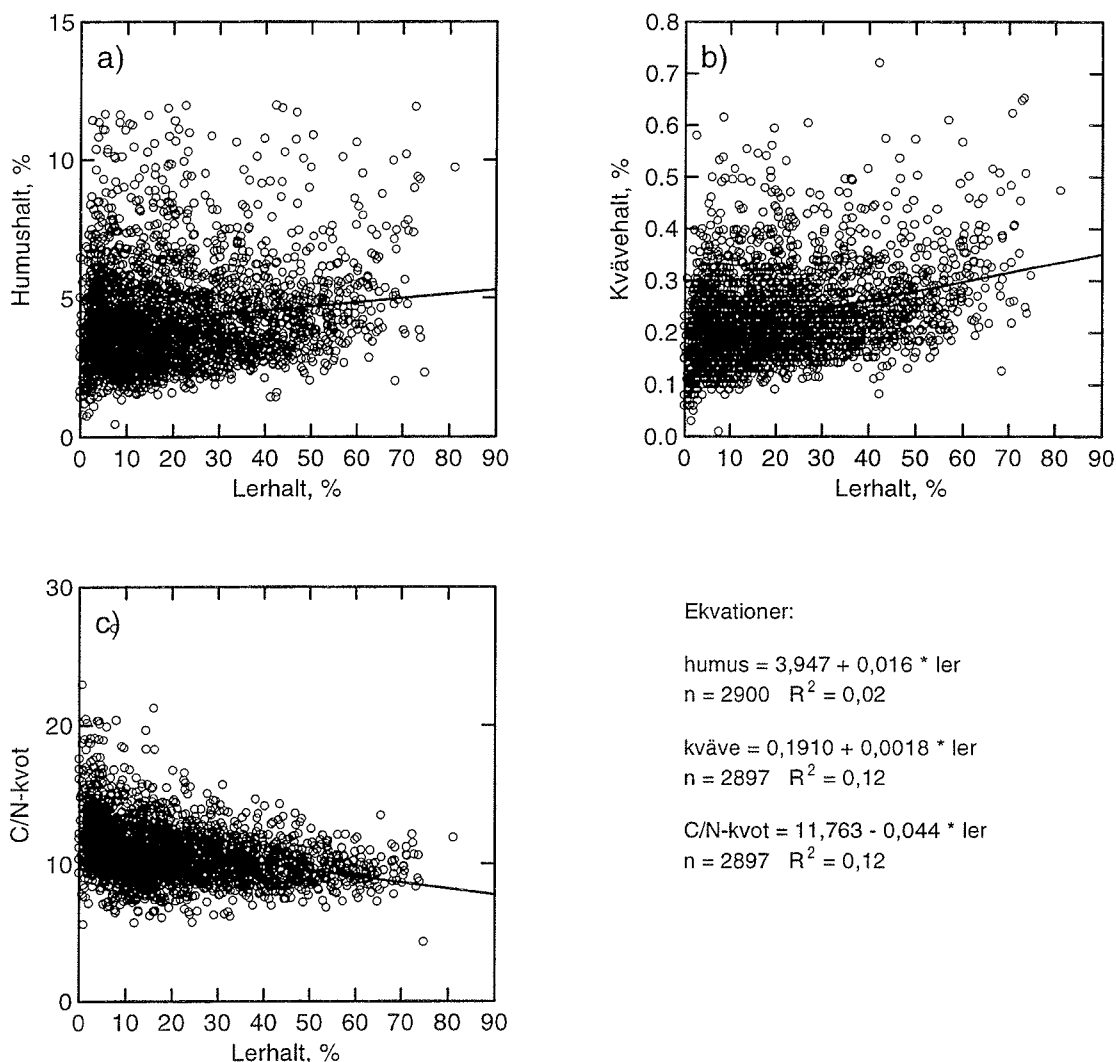 a)
15
10
5
0
Humushalt, %
0 10 20 30 40 50 60 70 80 90
Lerhalt, %
b)
0.8
0.7
0.6
0.5
0.4
0.3
0.2
0.1
0.0
Kvävehalt, %
0 10 20 30 40 50 60 70 80 90
Lerhalt, %
c)
30
20
10
0
C/N-kvot
0 10 20 30 40 50 60 70 80 90
Lerhalt, %
Ekvationer:
humus = 3,947 + 0,016 * ler
n = 2900 R² = 0,02
kväve = 0,1910 + 0,0018 * ler
n = 2897 R² = 0,12
C/N-kvot = 11,763 - 0,044 * ler
n = 2897 R² = 0,12